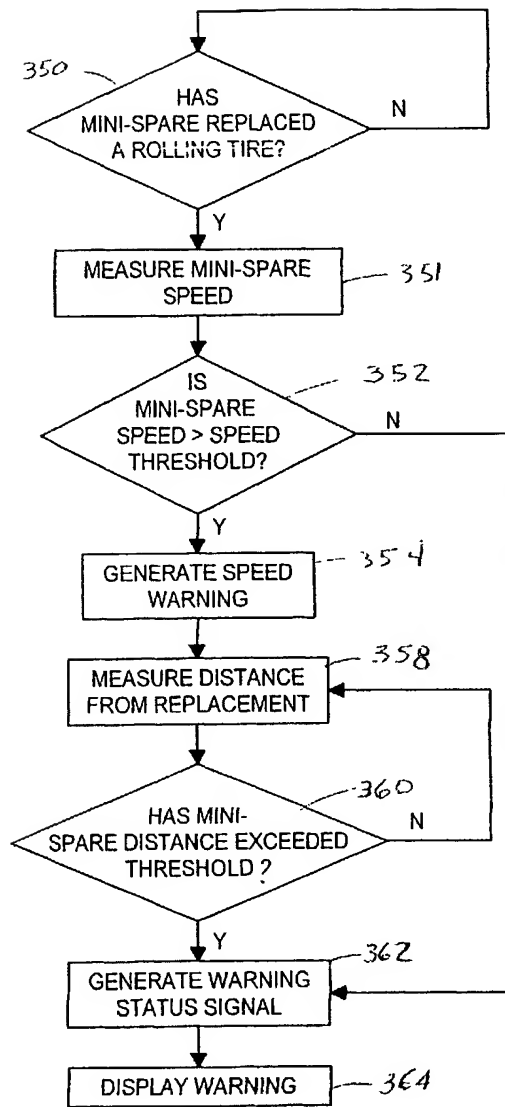 350
HAS
MINI-SPARE REPLACED
A ROLLING TIRE?
N
Y
MEASURE MINI-SPARE
SPEED
351
IS
MINI-SPARE
SPEED > SPEED
THRESHOLD?
352
N
Y
GENERATE SPEED
WARNING
354
MEASURE DISTANCE
FROM REPLACEMENT
358
HAS MINI-
SPARE DISTANCE EXCEEDED
THRESHOLD ?
360
N
Y
GENERATE WARNING
STATUS SIGNAL
362
DISPLAY WARNING
364